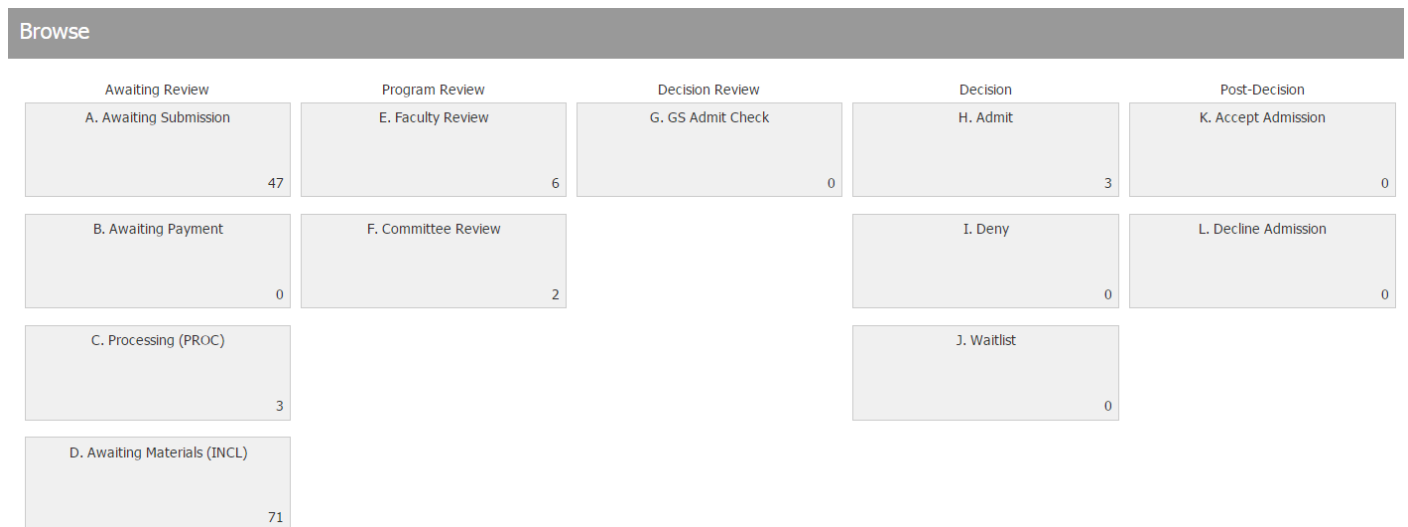 Browse
Awaiting Review Program Review Decision Review Decision Post-Decision
A. Awaiting Submission E. Faculty Review G. GS Admit Check H. Admit K. Accept Admission
47 6 0 3 0
B. Awaiting Payment F. Committee Review I. Deny L. Decline Admission
0 2 0 0
C. Processing (PROC) J. Waitlist
3 0
D. Awaiting Materials (INCL)
71